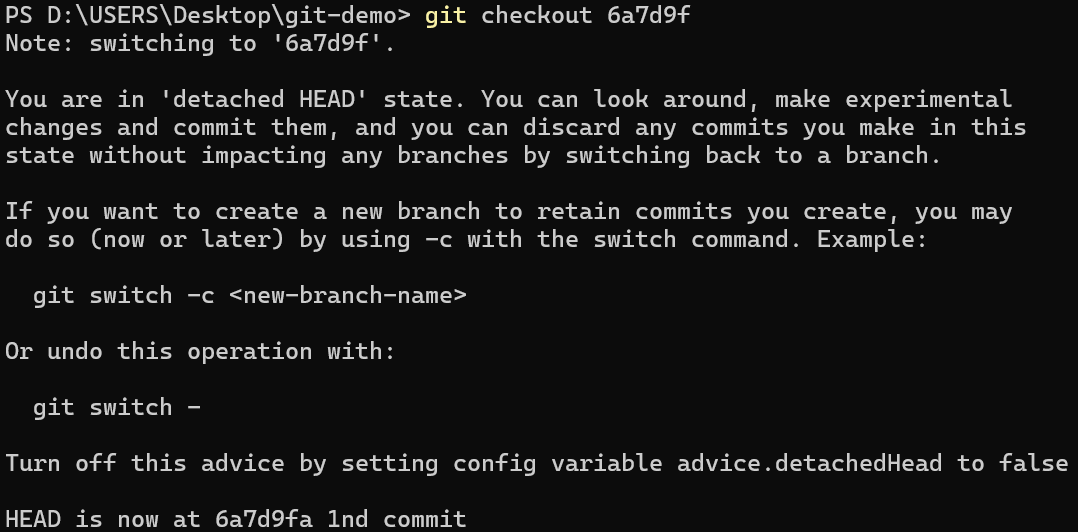 PS D:\USERS\Desktop\git-demo> git checkout 6a7d9f
Note: switching to '6a7d9f'.
You are in 'detached HEAD' state. You can look around, make experimental
changes and commit them, and you can discard any commits you make in this
state without impacting any branches by switching back to a branch.
If you want to create a new branch to retain commits you create, you may
do so (now or later) by using -c with the switch command. Example:
git switch -c <new-branch-name>
Or undo this operation with:
git switch -
Turn off this advice by setting config variable advice.detachedHead to false
HEAD is now at 6a7d9fa 1nd commit